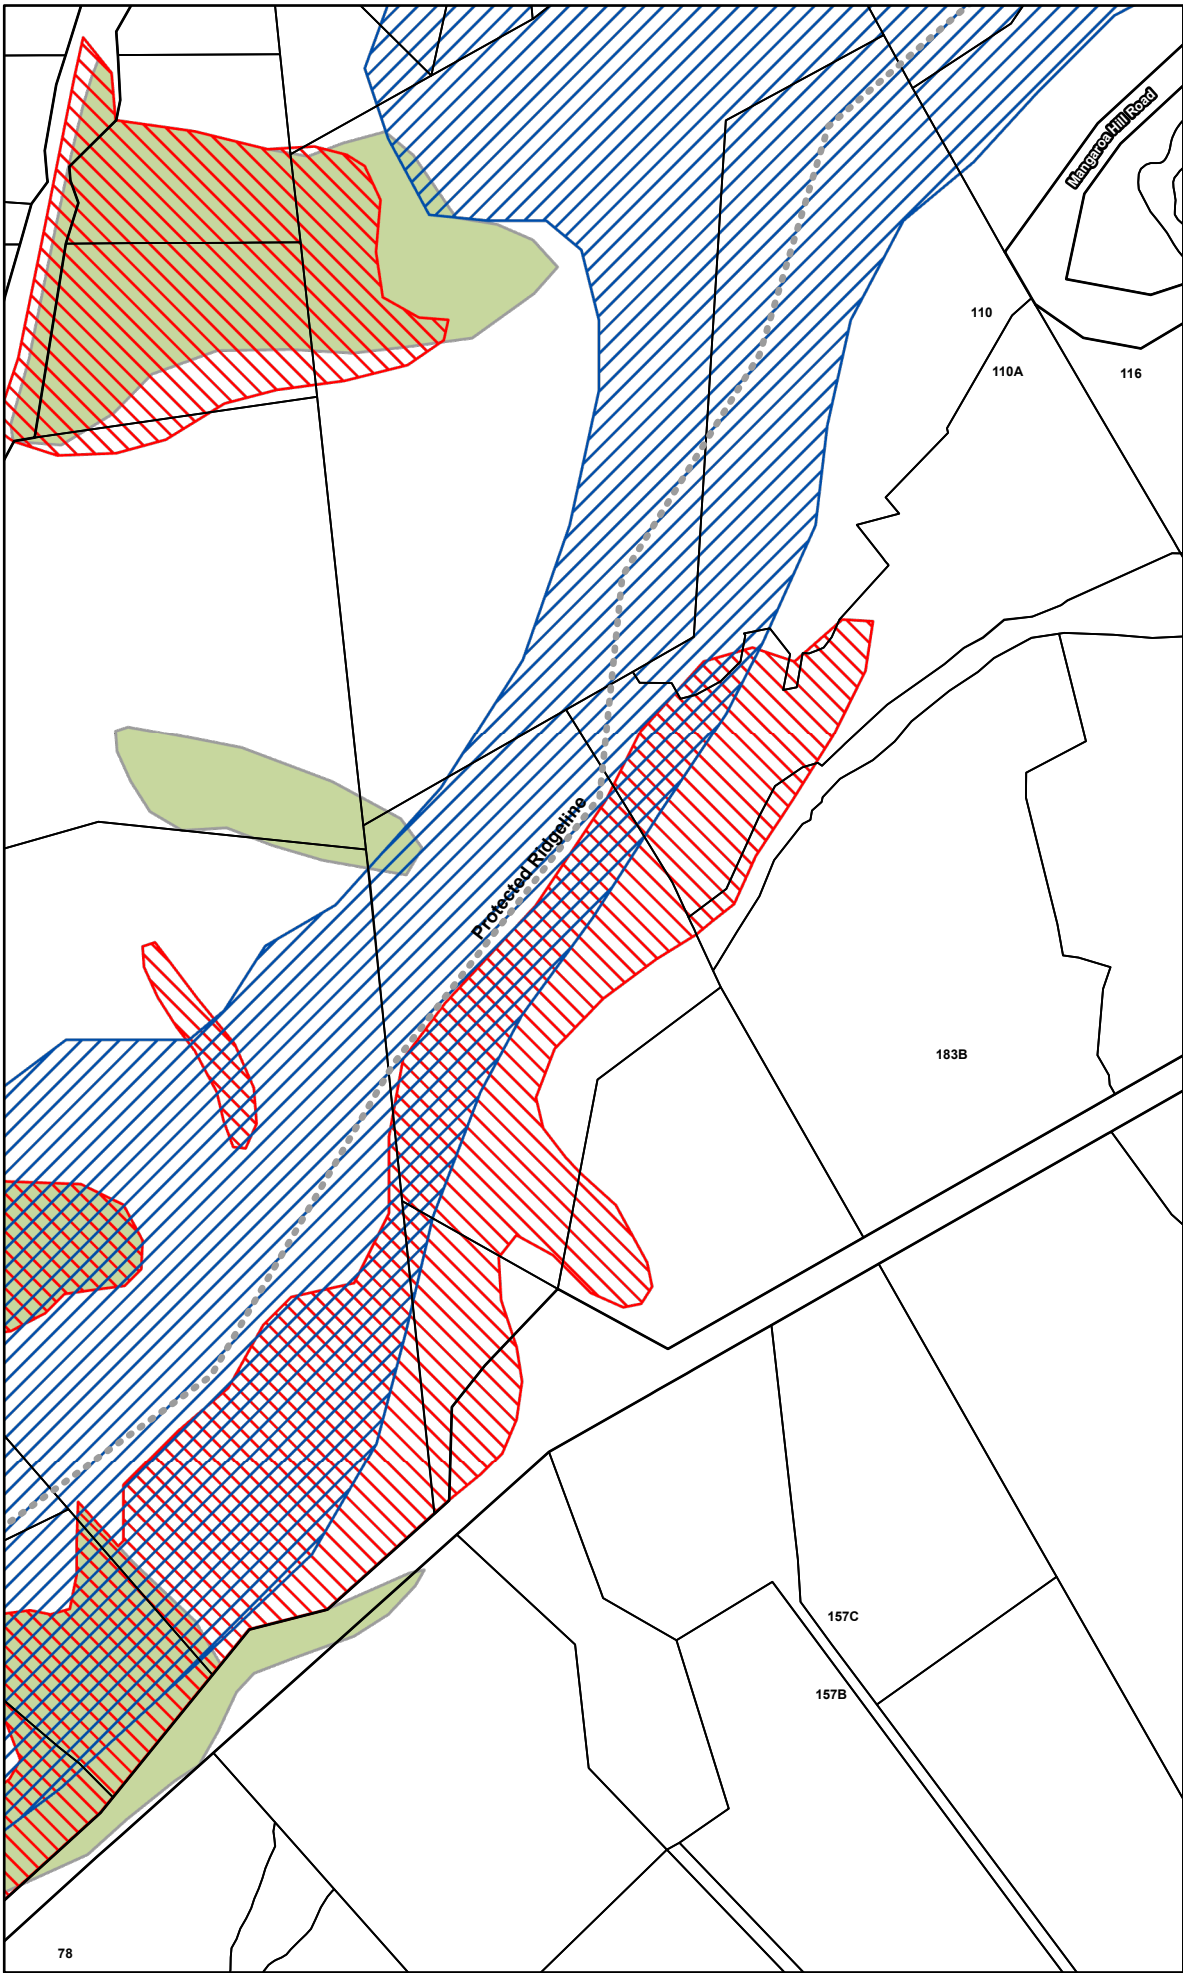 Mangaroa Hill Road
110
110A
116
Protected Ridgeline
183B
157C
157B
78